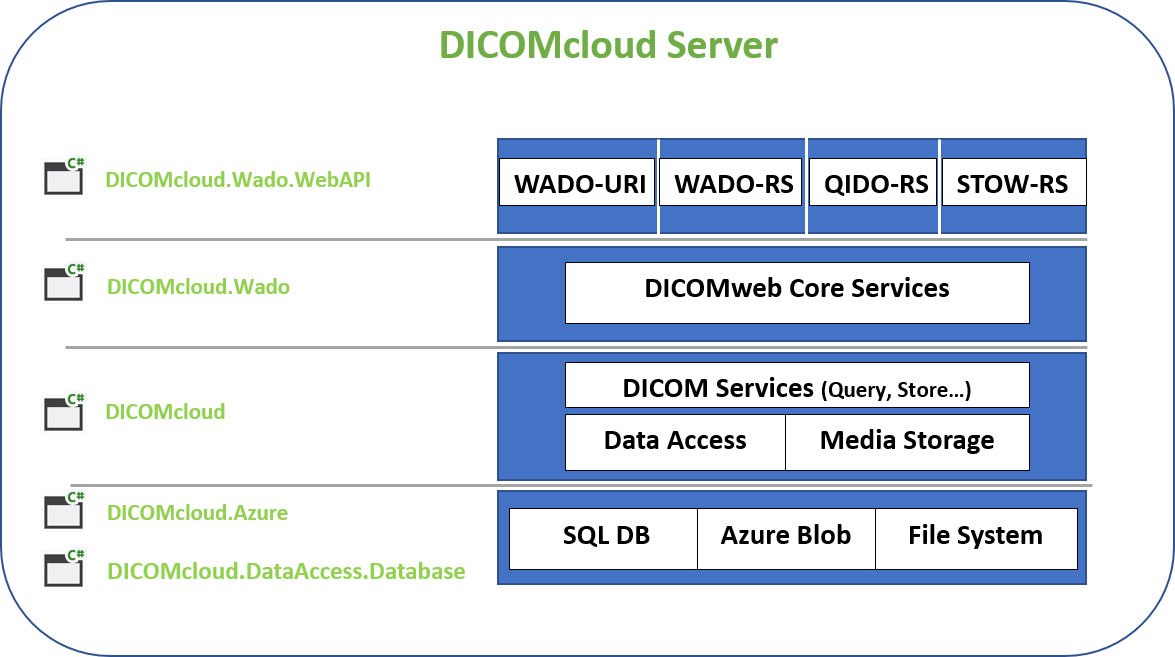 DICOMcloud Server
C#
DICOMcloud.Wado.WebAPI
WADO-URI
WADO-RS
QIDO-RS
STOW-RS
C#
DICOMcloud.Wado
DICOMweb Core Services
C#
DICOMcloud
DICOM Services (Query, Store...)
Data Access
Media Storage
C#
DICOMcloud.Azure
SQL DB
Azure Blob
File System
C#
DICOMcloud.DataAccess.Database